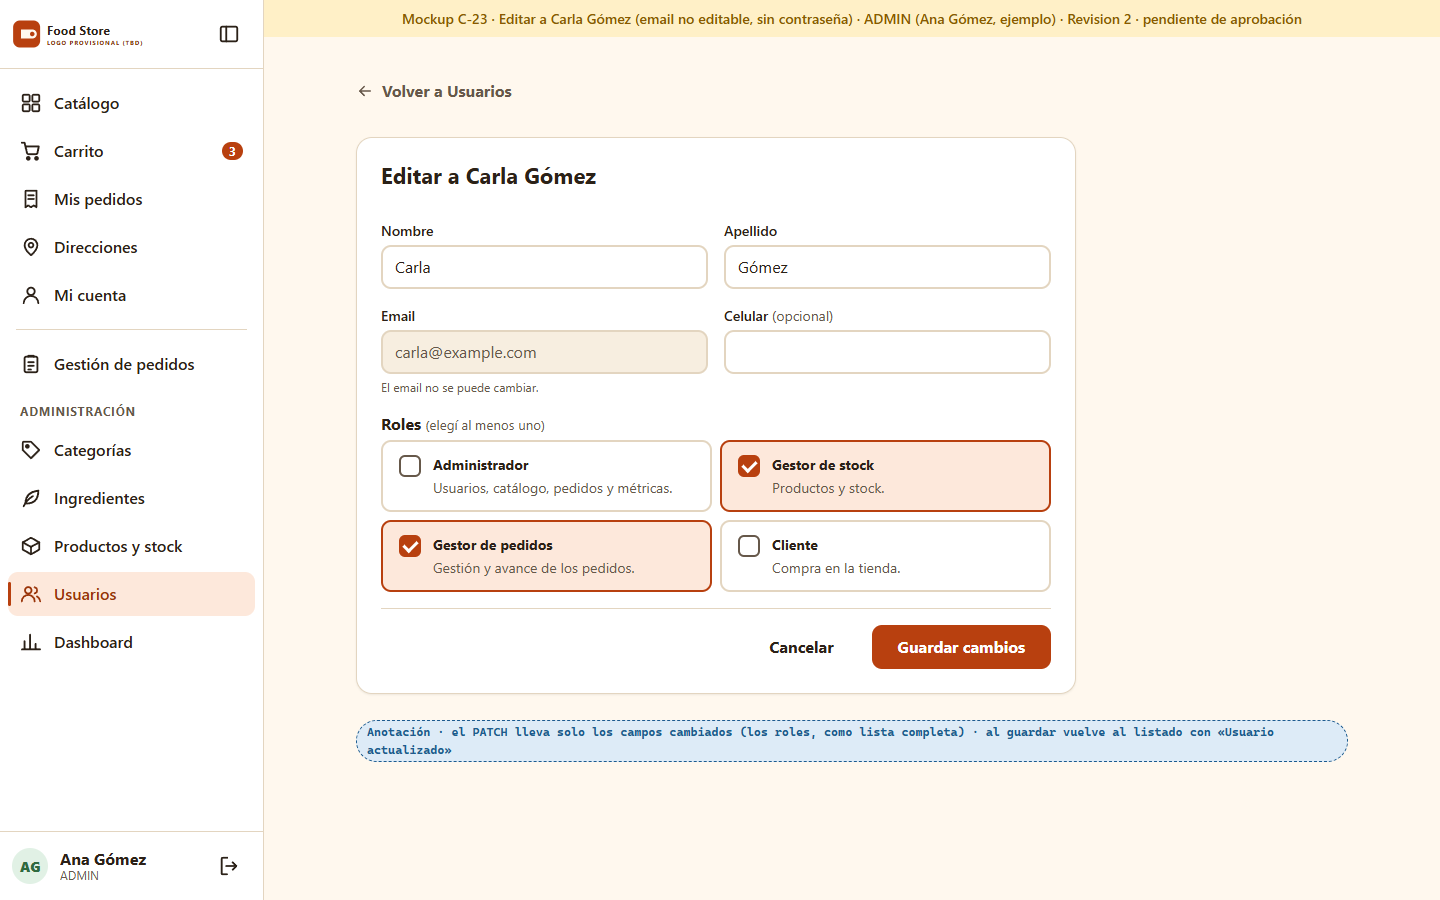 Food Store
LOGO PROVISIONAL (TBD)
Catálogo
Carrito
3
Mis pedidos
Direcciones
Mi cuenta
Gestión de pedidos
ADMINISTRACIÓN
Categorías
Ingredientes
Productos y stock
Usuarios
Dashboard
AG
Ana Gómez
ADMIN
Mockup C-23 · Editar a Carla Gómez (email no editable, sin contraseña) · ADMIN (Ana Gómez, ejemplo) · Revision 2 · pendiente de aprobación
← Volver a Usuarios
Editar a Carla Gómez
Nombre
Carla
Apellido
Gómez
Email
carla@example.com
El email no se puede cambiar.
Celular (opcional)
Roles (elegí al menos uno)
Administrador
Usuarios, catálogo, pedidos y métricas.
Gestor de stock
Productos y stock.
Gestor de pedidos
Gestión y avance de los pedidos.
Cliente
Compra en la tienda.
Cancelar
Guardar cambios
Anotación · el PATCH lleva solo los campos cambiados (los roles, como lista completa) · al guardar vuelve al listado con «Usuario
actualizado»